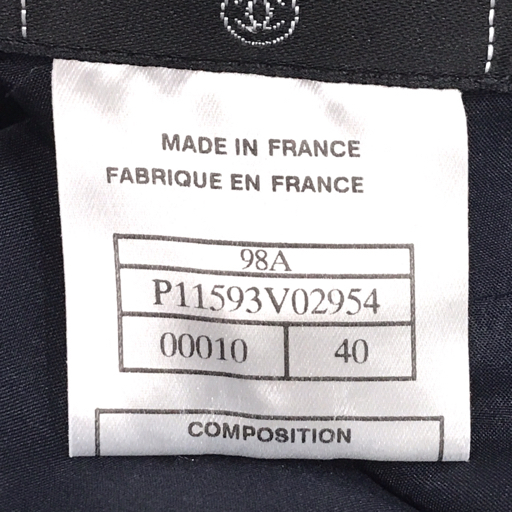 MADE IN FRANCE
FABRIQUE EN FRANCE
98A
P11593V02954
00010 40
COMPOSITION